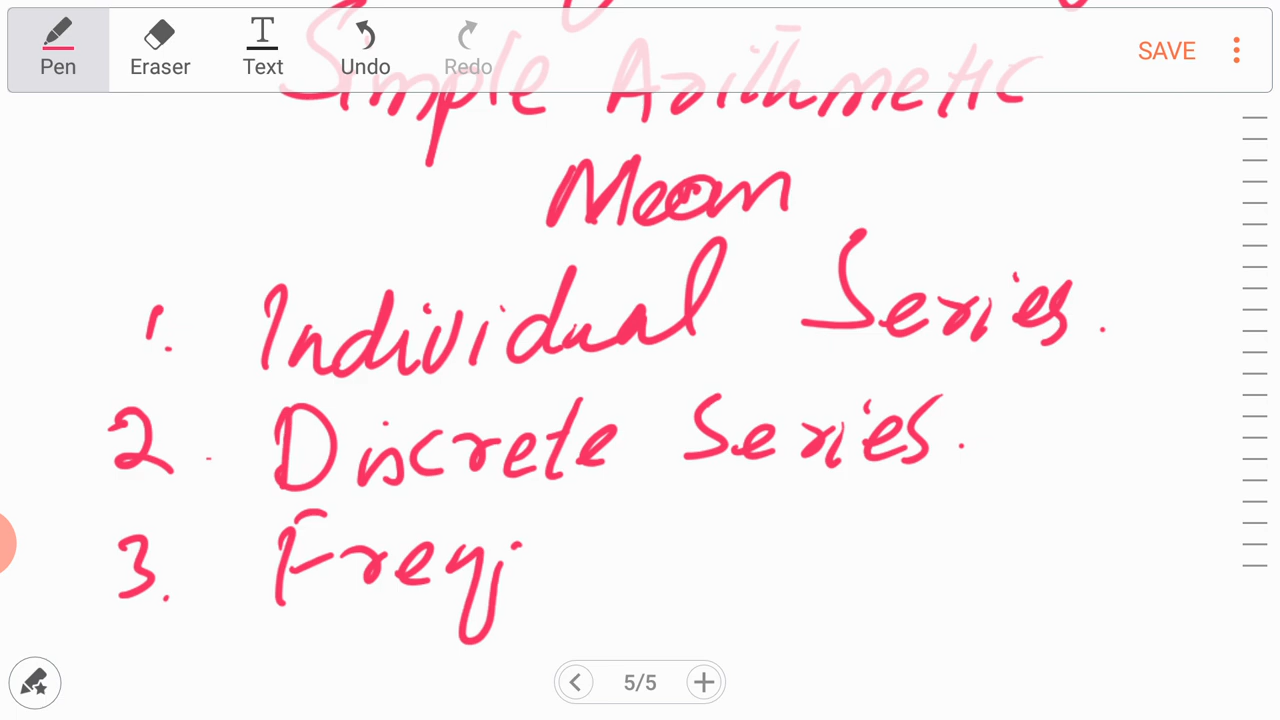 Pen Eraser Text Undo Redo SAVE
Simple Arithmetic
Mean
1. Individual Series.
2. Discrete Series.
3. Freq
5/5